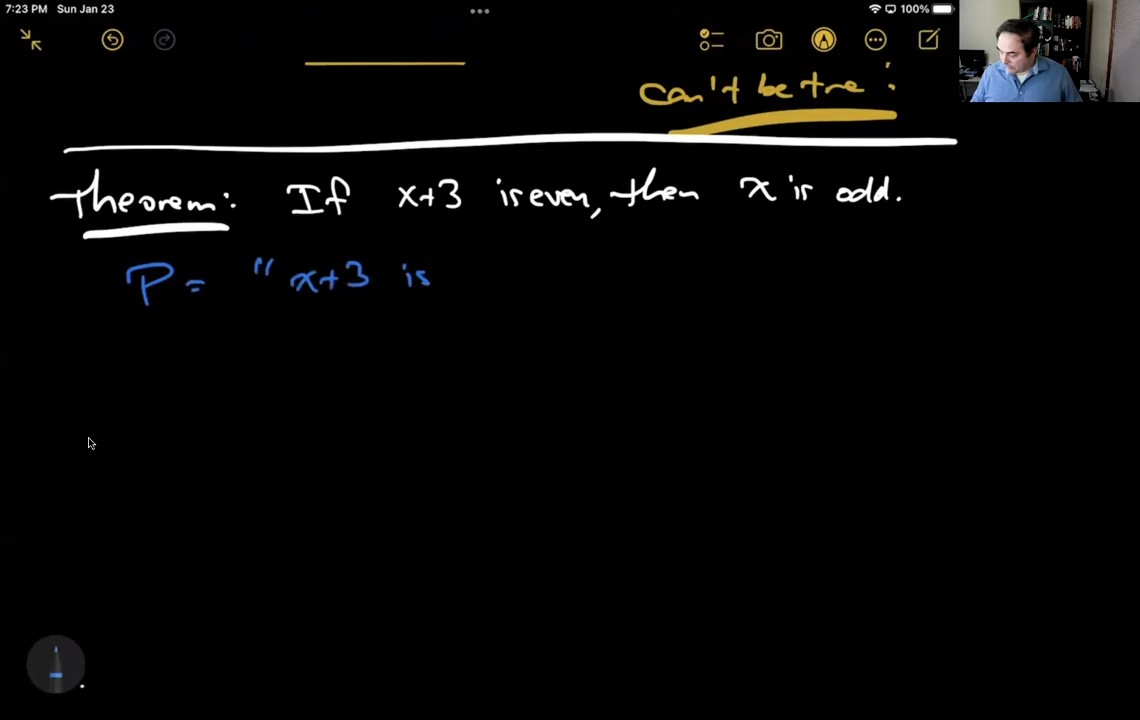 7:23 PM Sun Jan 23
100%
can't be true!
Theorem: If x+3 is even, then x is odd.
P = "x+3 is